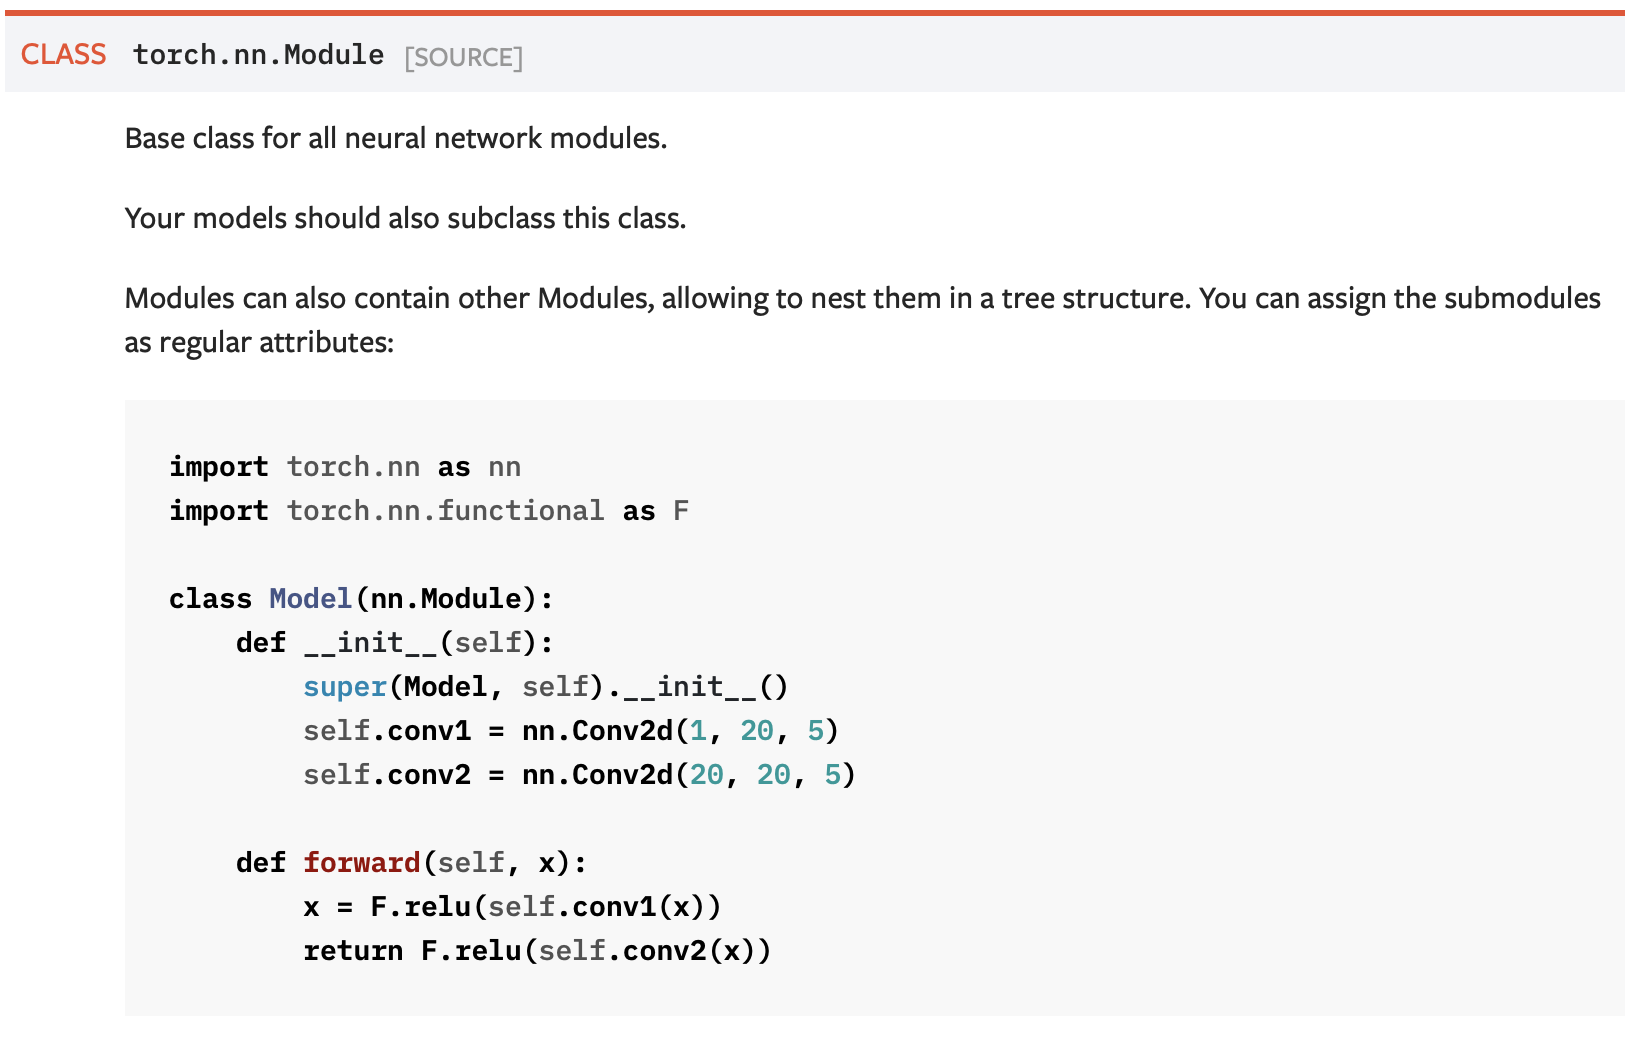 CLASS torch.nn.Module [SOURCE]
Base class for all neural network modules.
Your models should also subclass this class.
Modules can also contain other Modules, allowing to nest them in a tree structure. You can assign the submodules
as regular attributes:
import torch.nn as nn
import torch.nn.functional as F
class Model(nn.Module):
    def __init__(self):
        super(Model, self).__init__()
        self.conv1 = nn.Conv2d(1, 20, 5)
        self.conv2 = nn.Conv2d(20, 20, 5)
    def forward(self, x):
        x = F.relu(self.conv1(x))
        return F.relu(self.conv2(x))